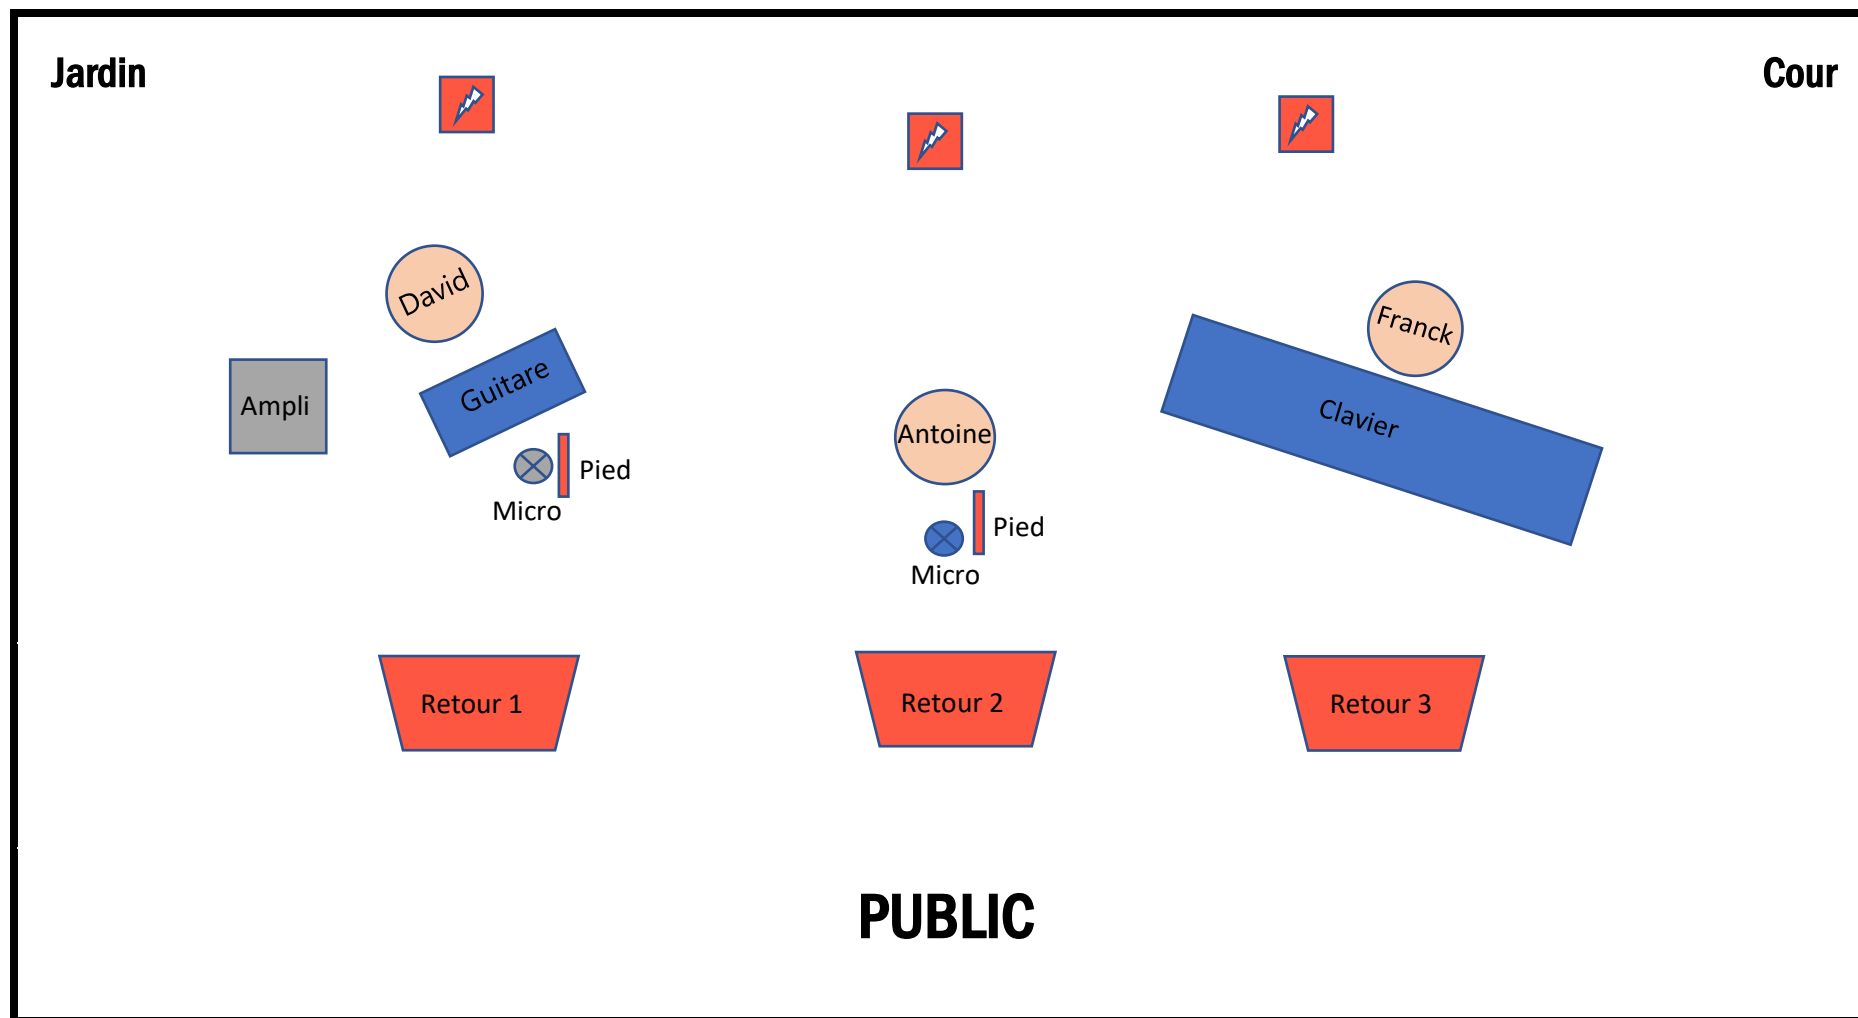 Jardin
Cour
David
Franck
Guitare
Ampli
Clavier
Antoine
Pied
Micro
Pied
Micro
Retour 1
Retour 2
Retour 3
PUBLIC